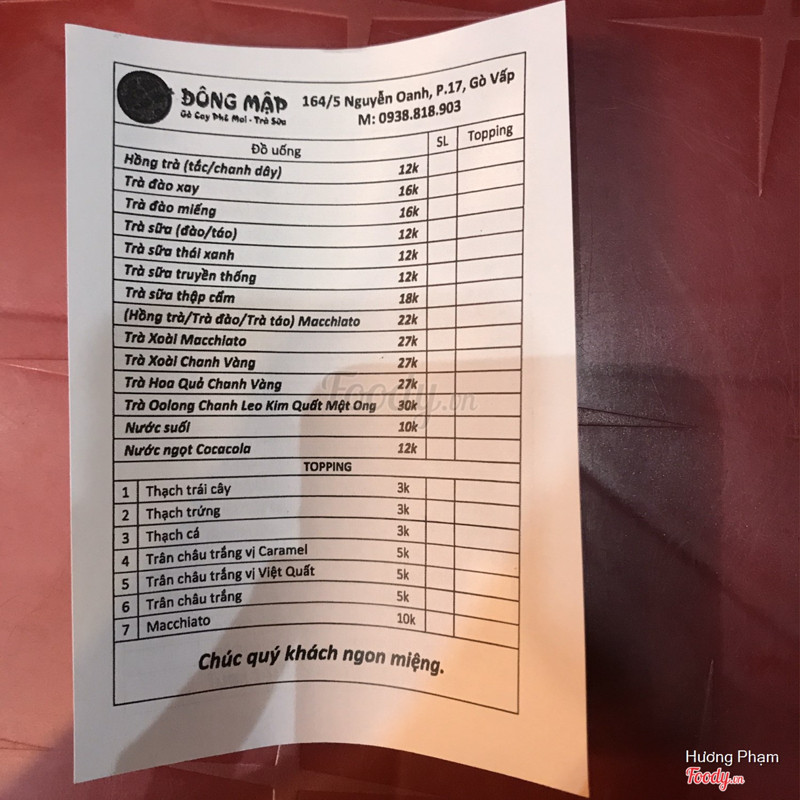 ĐÔNG MẬP
Gà Cay Phô Mai - Trà Sữa
164/5 Nguyễn Oanh, P.17, Gò Vấp
M: 0938.818.903
Đồ uống SL Topping
Hồng trà (tắc/chanh dây) 12k
Trà đào xay 16k
Trà đào miếng 16k
Trà sữa (đào/táo) 12k
Trà sữa thái xanh 12k
Trà sữa truyền thống 12k
Trà sữa thập cẩm 18k
(Hồng trà/Trà đào/Trà táo) Macchiato 22k
Trà Xoài Macchiato 27k
Trà Xoài Chanh Vàng 27k
Trà Hoa Quả Chanh Vàng 27k
Trà Oolong Chanh Leo Kim Quất Mật Ong 30k
Nước suối 10k
Nước ngọt Cocacola 12k
TOPPING
1 Thạch trái cây 3k
2 Thạch trứng 3k
3 Thạch cá 3k
4 Trân châu trắng vị Caramel 5k
5 Trân châu trắng vị Việt Quất 5k
6 Trân châu trắng 5k
7 Macchiato 10k
Chúc quý khách ngon miệng.
Foody.vn
Hương Phạm
Foody.vn